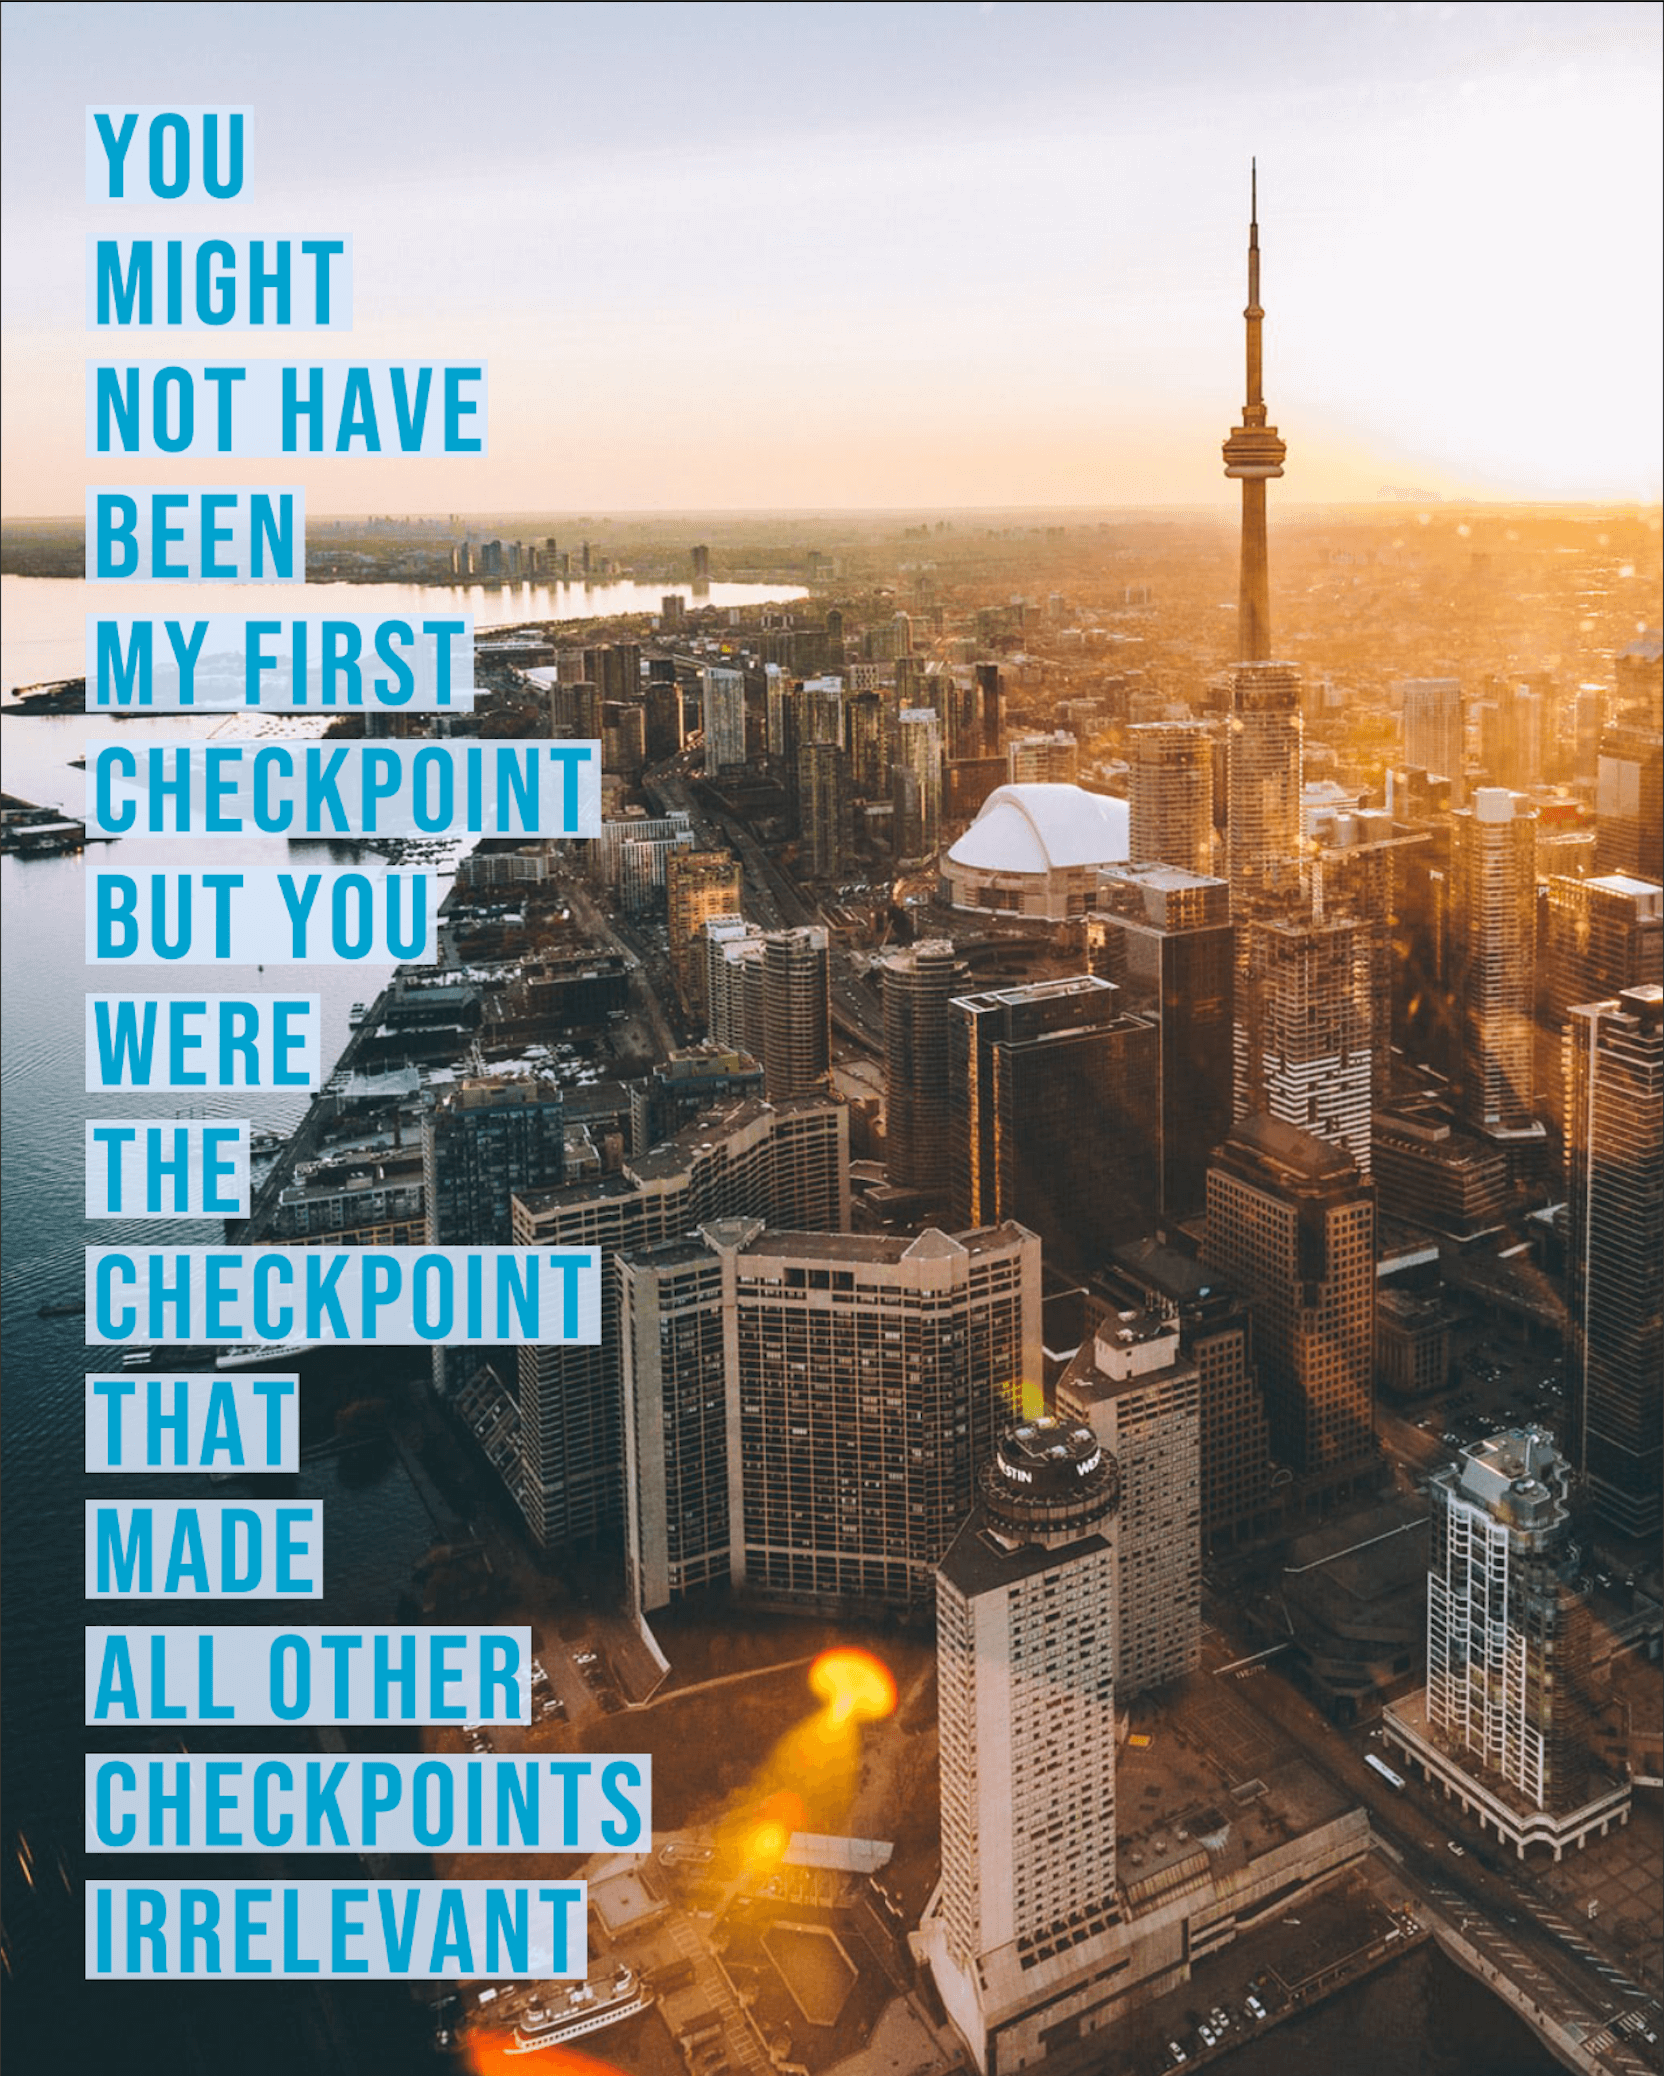 YOU
MIGHT
NOT HAVE
BEEN
MY FIRST
CHECKPOINT
BUT YOU
WERE
THE
CHECKPOINT
THAT
MADE
ALL OTHER
CHECKPOINTS
IRRELEVANT
WESTIN